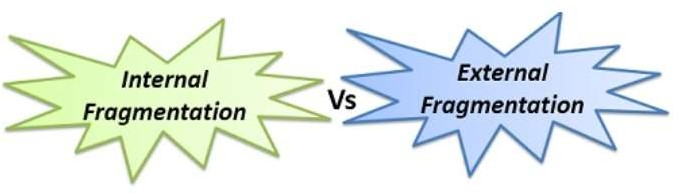 Internal
Fragmentation
Vs
External
Fragmentation